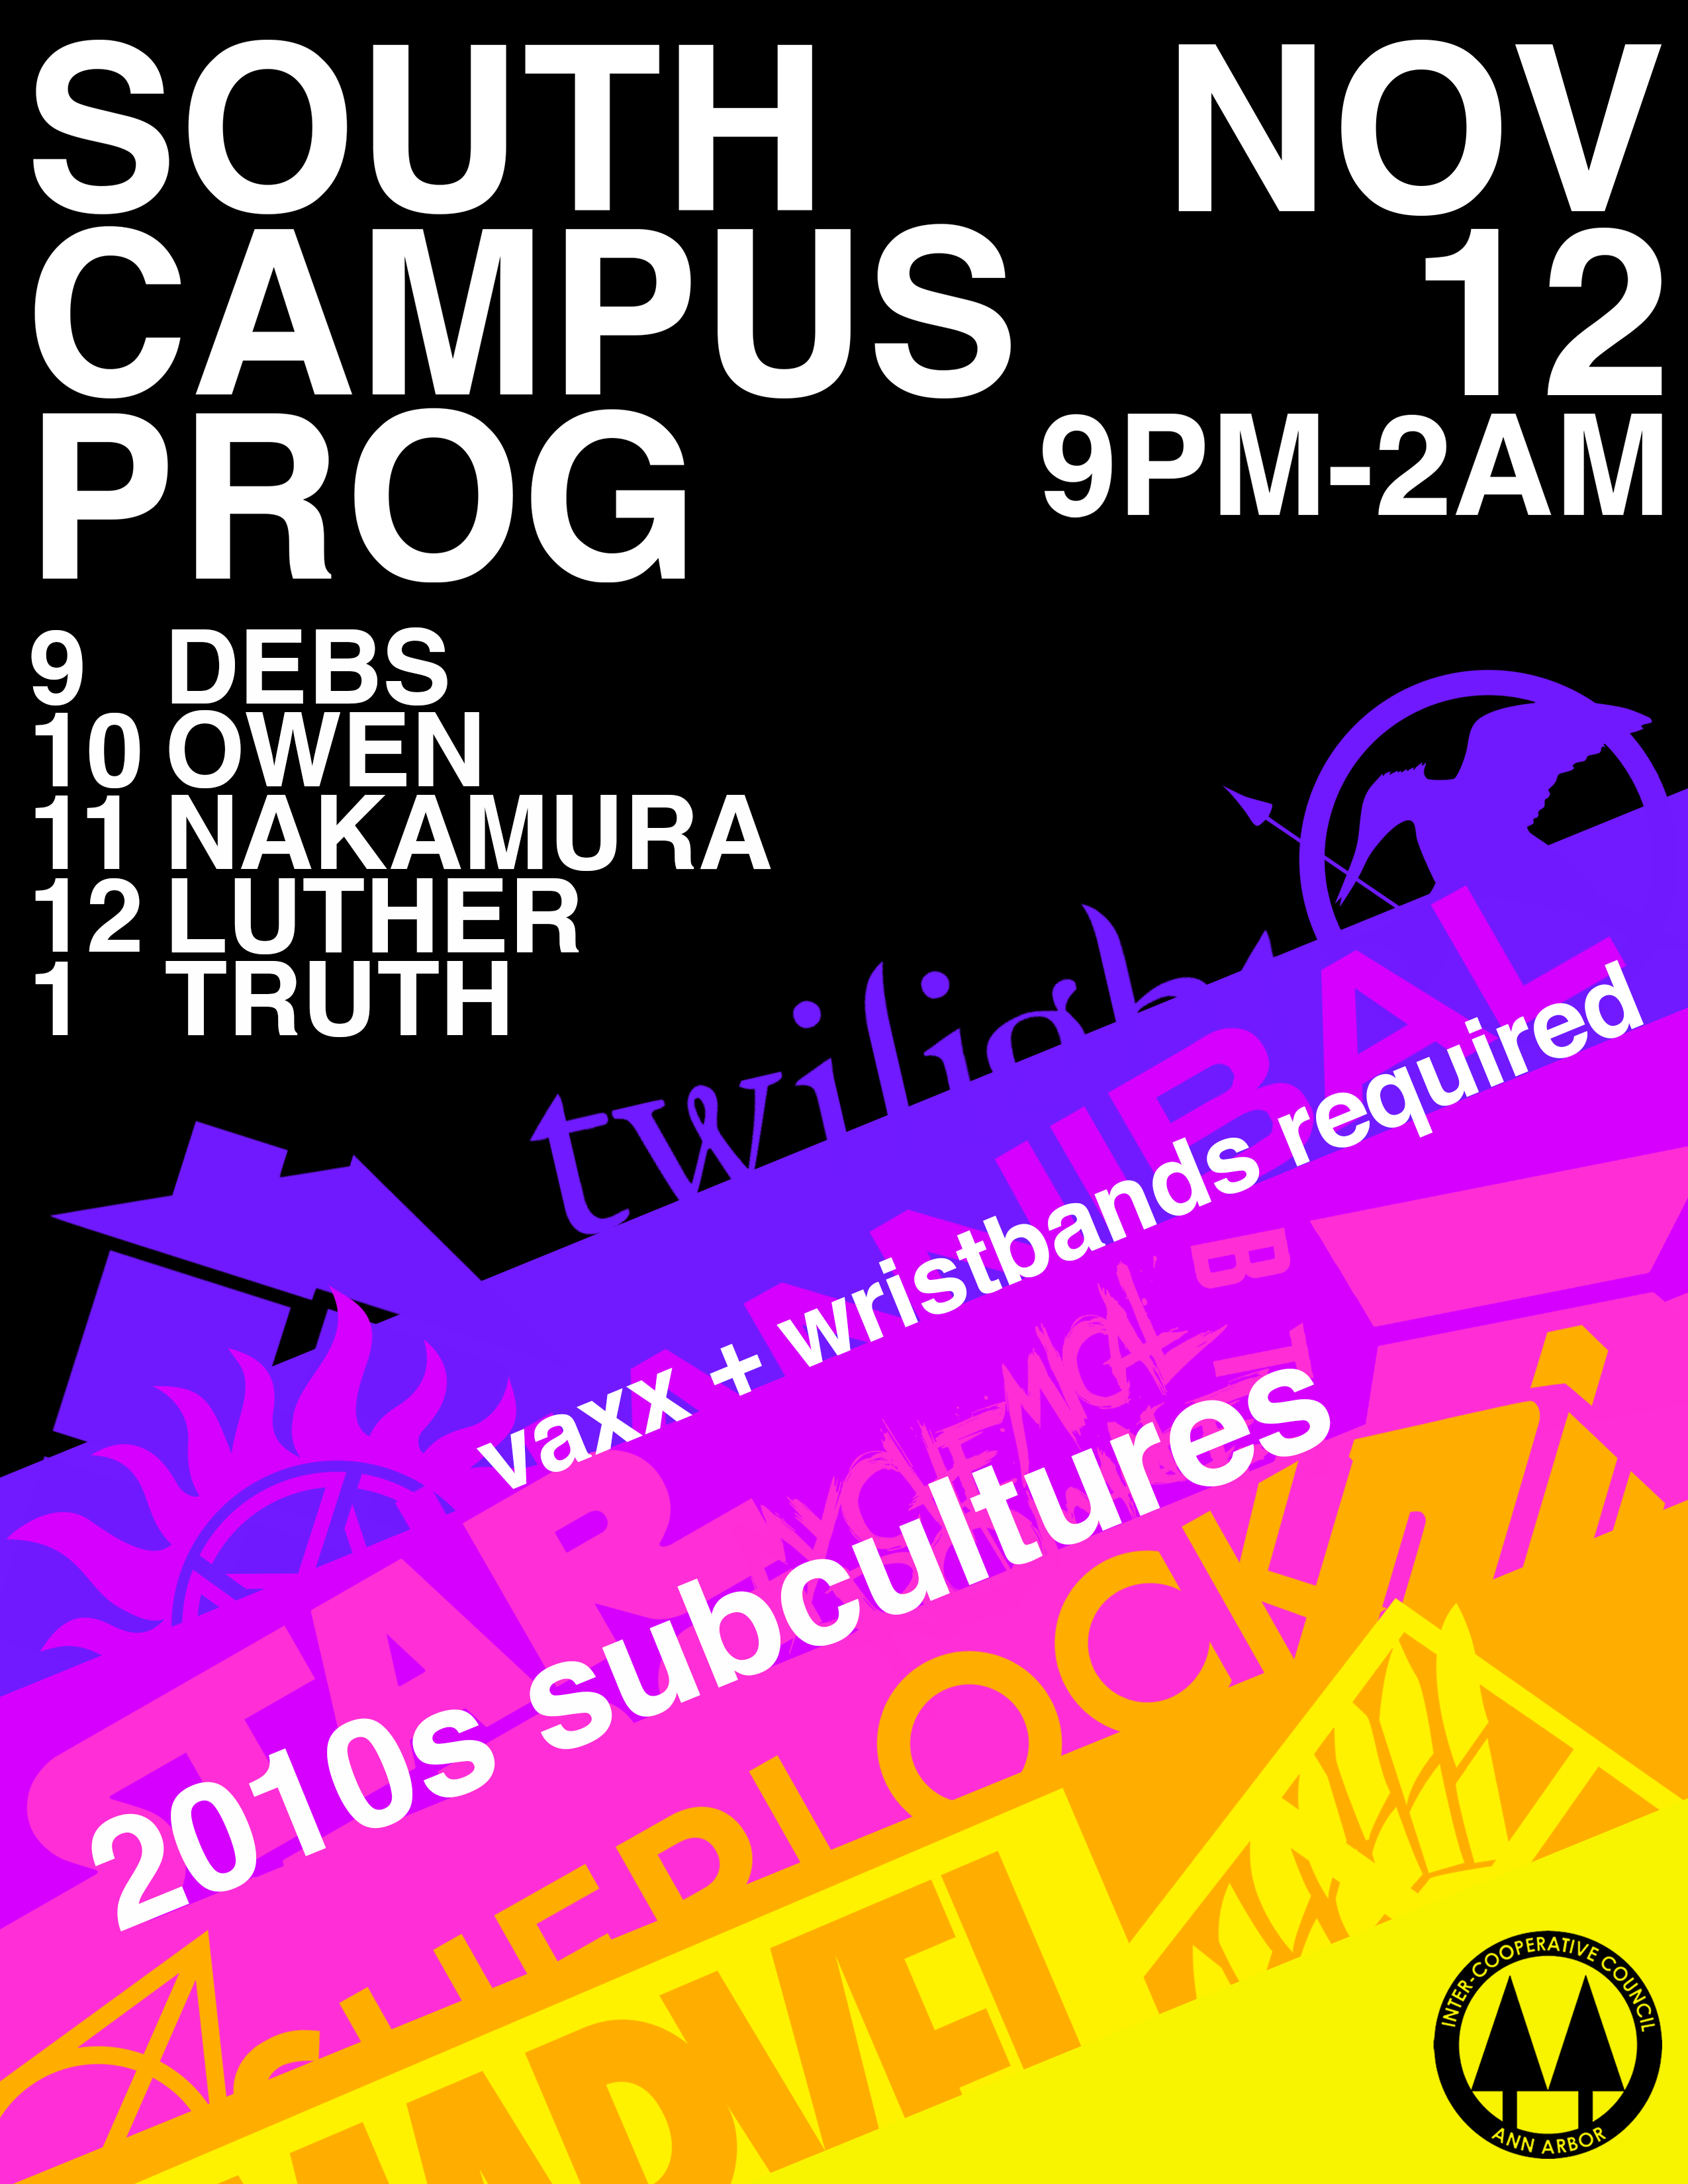 SOUTH
CAMPUS
PROG
NOV
12
9PM-2AM
9 DEBS
10 OWEN
11 NAKAMURA
12 LUTHER
1 TRUTH
vaxx + wristbands required
2010s subcultures
SHERLOCK
INTER-COOPERATIVE COUNCIL
ANN ARBOR